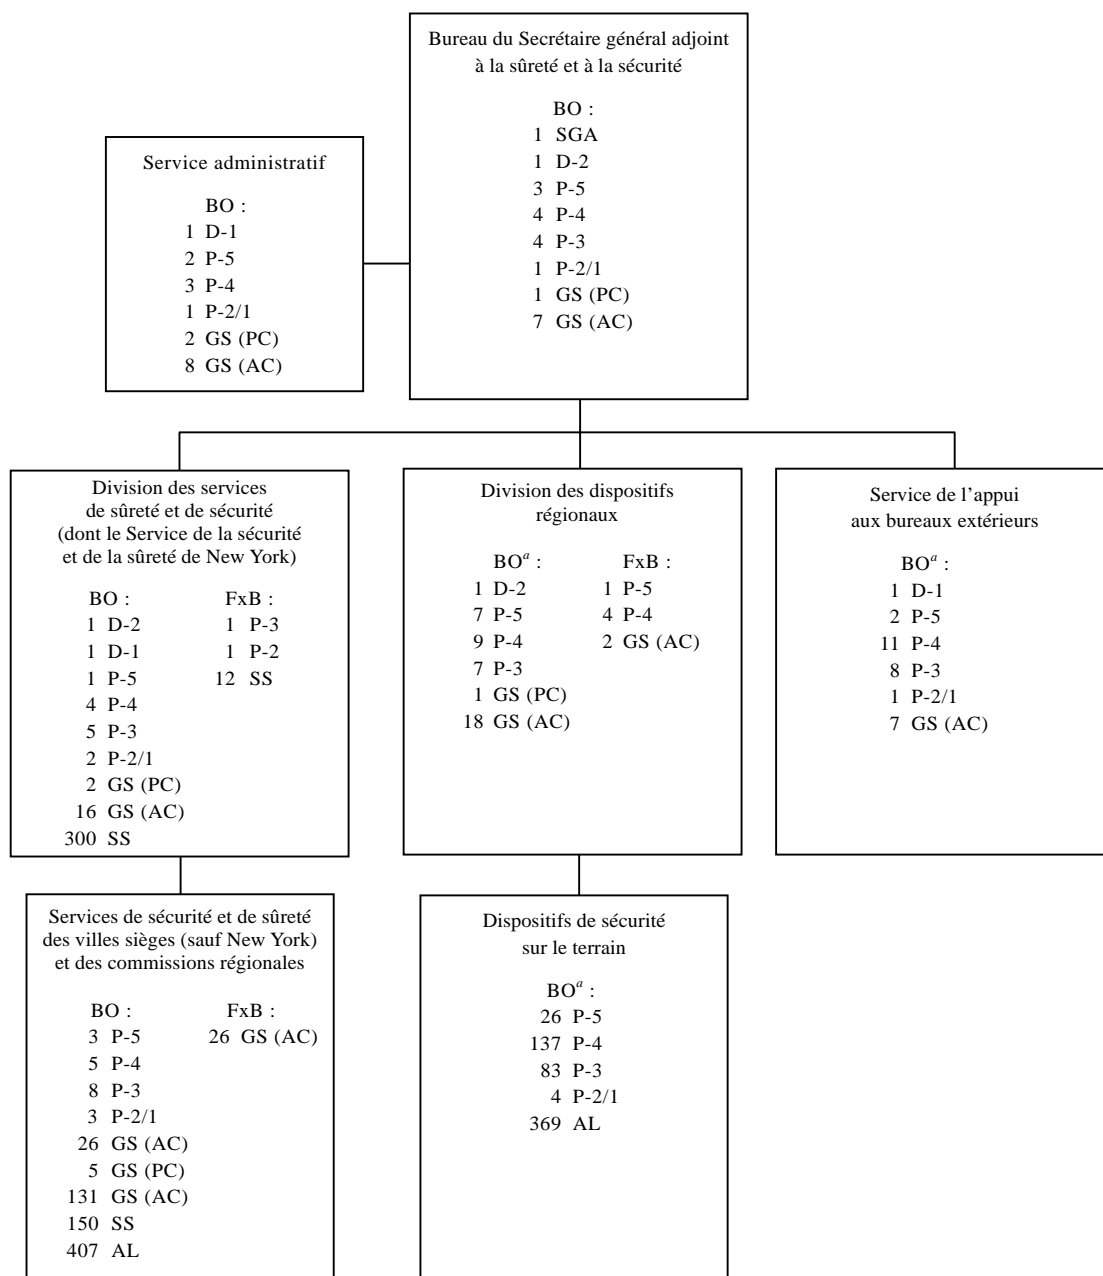 Bureau du Secrétaire général adjoint
à la sûreté et à la sécurité
BO :
1 SGA
1 D-2
3 P-5
4 P-4
4 P-3
1 P-2/1
1 GS (PC)
7 GS (AC)
Service administratif
BO :
1 D-1
2 P-5
3 P-4
1 P-2/1
2 GS (PC)
8 GS (AC)
Division des services
de sûreté et de sécurité
(dont le Service de la sécurité
et de la sûreté de New York)
BO :
1 D-2
1 D-1
1 P-5
4 P-4
5 P-3
2 P-2/1
2 GS (PC)
16 GS (AC)
300 SS
FxB :
1 P-3
1 P-2
12 SS
Division des dispositifs
régionaux
BOᵃ :
1 D-2
7 P-5
9 P-4
7 P-3
1 GS (PC)
18 GS (AC)
FxB :
1 P-5
4 P-4
2 GS (AC)
Service de l’appui
aux bureaux extérieurs
BOᵃ :
1 D-1
2 P-5
11 P-4
8 P-3
1 P-2/1
7 GS (AC)
Services de sécurité et de sûreté
des villes sièges (sauf New York)
et des commissions régionales
BO :
3 P-5
5 P-4
8 P-3
3 P-2/1
26 GS (AC)
5 GS (PC)
131 GS (AC)
150 SS
407 AL
FxB :
26 GS (AC)
Dispositifs de sécurité
sur le terrain
BOᵃ :
26 P-5
137 P-4
83 P-3
4 P-2/1
369 AL